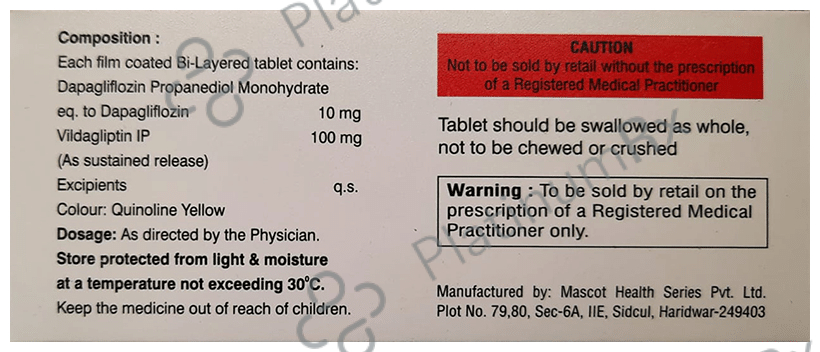 Composition :
Each film coated Bi-Layered tablet contains:
Dapagliflozin Propanediol Monohydrate
eq. to Dapagliflozin 10 mg
Vildagliptin IP 100 mg
(As sustained release)
Excipients q.s.
Colour: Quinoline Yellow
Dosage: As directed by the Physician.
Store protected from light & moisture
at a temperature not exceeding 30⁰C.
Keep the medicine out of reach of children.
CAUTION
Not to be sold by retail without the prescription
of a Registered Medical Practitioner
Tablet should be swallowed as whole,
not to be chewed or crushed
Warning : To be sold by retail on the
prescription of a Registered Medical
Practitioner only.
Manufactured by: Mascot Health Series Pvt. Ltd.
Plot No. 79,80, Sec-6A, IIE, Sidcul, Haridwar-249403
PlatinumRx